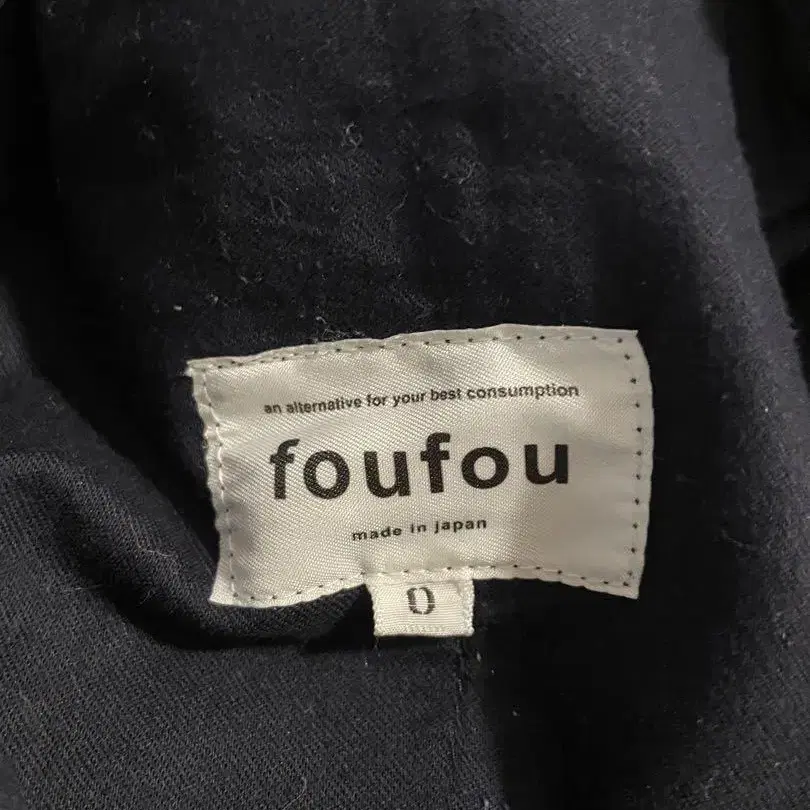 an alternative for your best consumption
foufou
made in japan
0